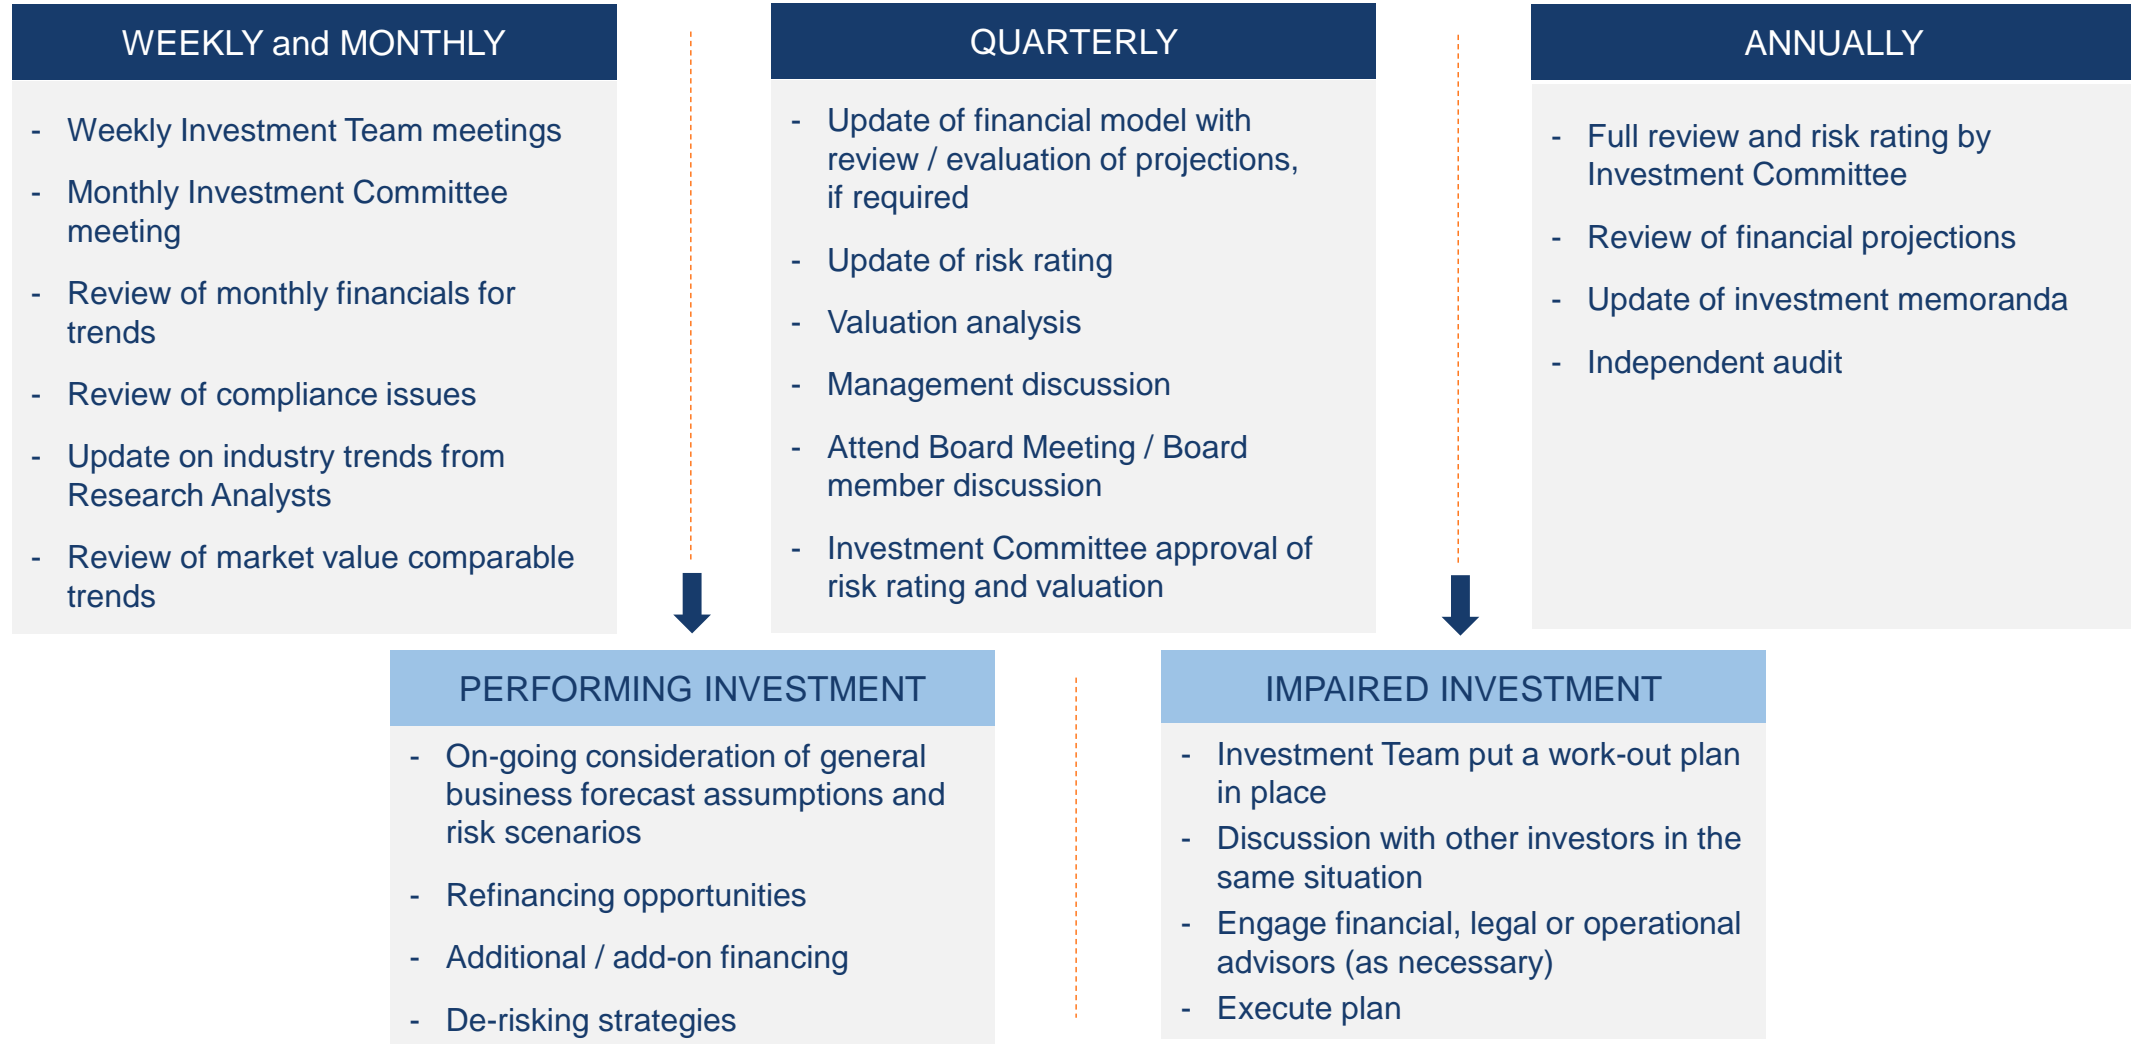 WEEKLY and MONTHLY
- Weekly Investment Team meetings
- Monthly Investment Committee
meeting
- Review of monthly financials for
trends
- Review of compliance issues
- Update on industry trends from
Research Analysts
- Review of market value comparable
trends
QUARTERLY
- Update of financial model with
review / evaluation of projections,
if required
- Update of risk rating
- Valuation analysis
- Management discussion
- Attend Board Meeting / Board
member discussion
- Investment Committee approval of
risk rating and valuation
ANNUALLY
- Full review and risk rating by
Investment Committee
- Review of financial projections
- Update of investment memoranda
- Independent audit
PERFORMING INVESTMENT
- On-going consideration of general
business forecast assumptions and
risk scenarios
- Refinancing opportunities
- Additional / add-on financing
- De-risking strategies
IMPAIRED INVESTMENT
- Investment Team put a work-out plan
in place
- Discussion with other investors in the
same situation
- Engage financial, legal or operational
advisors (as necessary)
- Execute plan